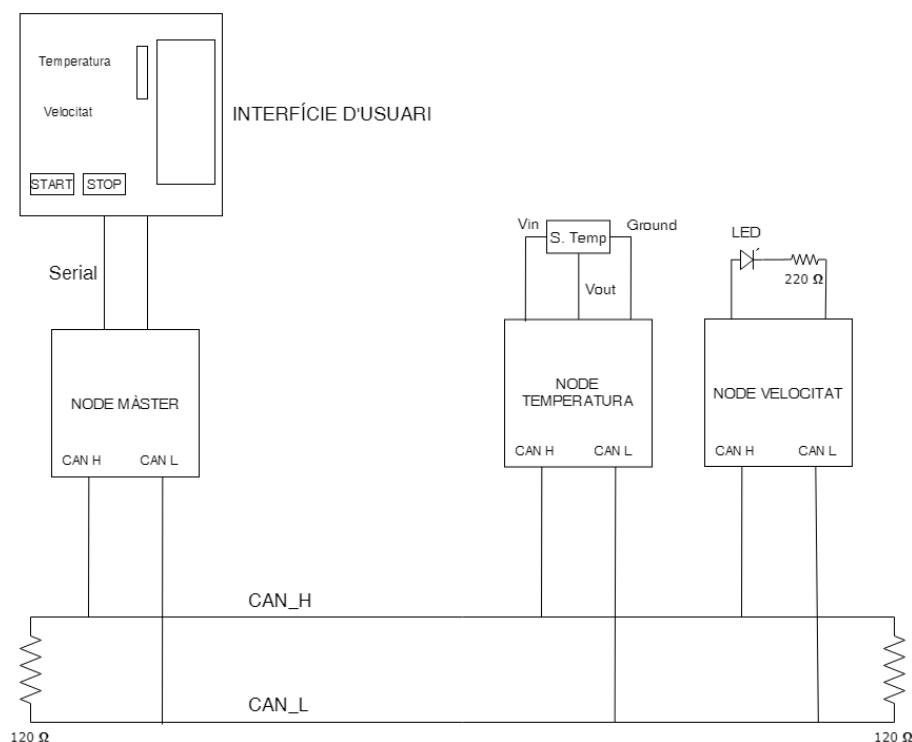 Temperatura
Velocitat
INTERFÍCIE D'USUARI
START STOP
Serial
Vin
S. Temp
Ground
Vout
LED
220 Ω
NODE MÀSTER
CAN H CAN L
NODE
TEMPERATURA
CAN H CAN L
NODE VELOCITAT
CAN H CAN L
CAN_H
CAN_L
120 Ω
120 Ω